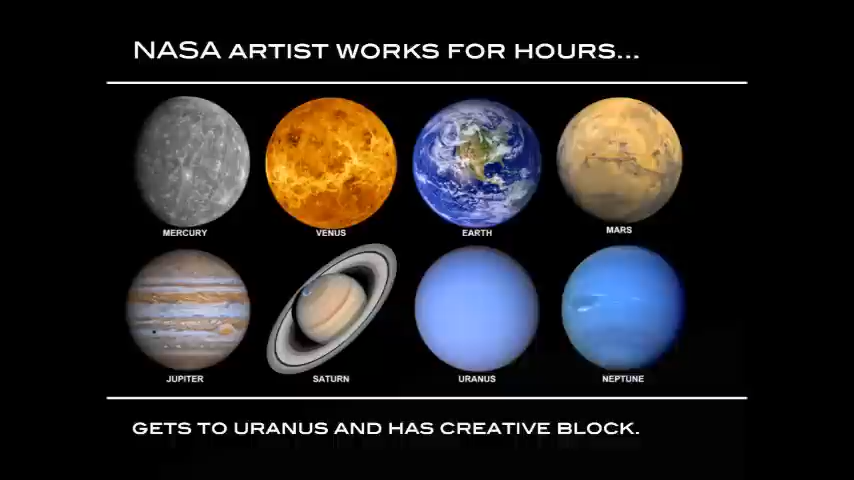 NASA ARTIST WORKS FOR HOURS...
MERCURY
VENUS
EARTH
MARS
JUPITER
SATURN
URANUS
NEPTUNE
GETS TO URANUS AND HAS CREATIVE BLOCK.